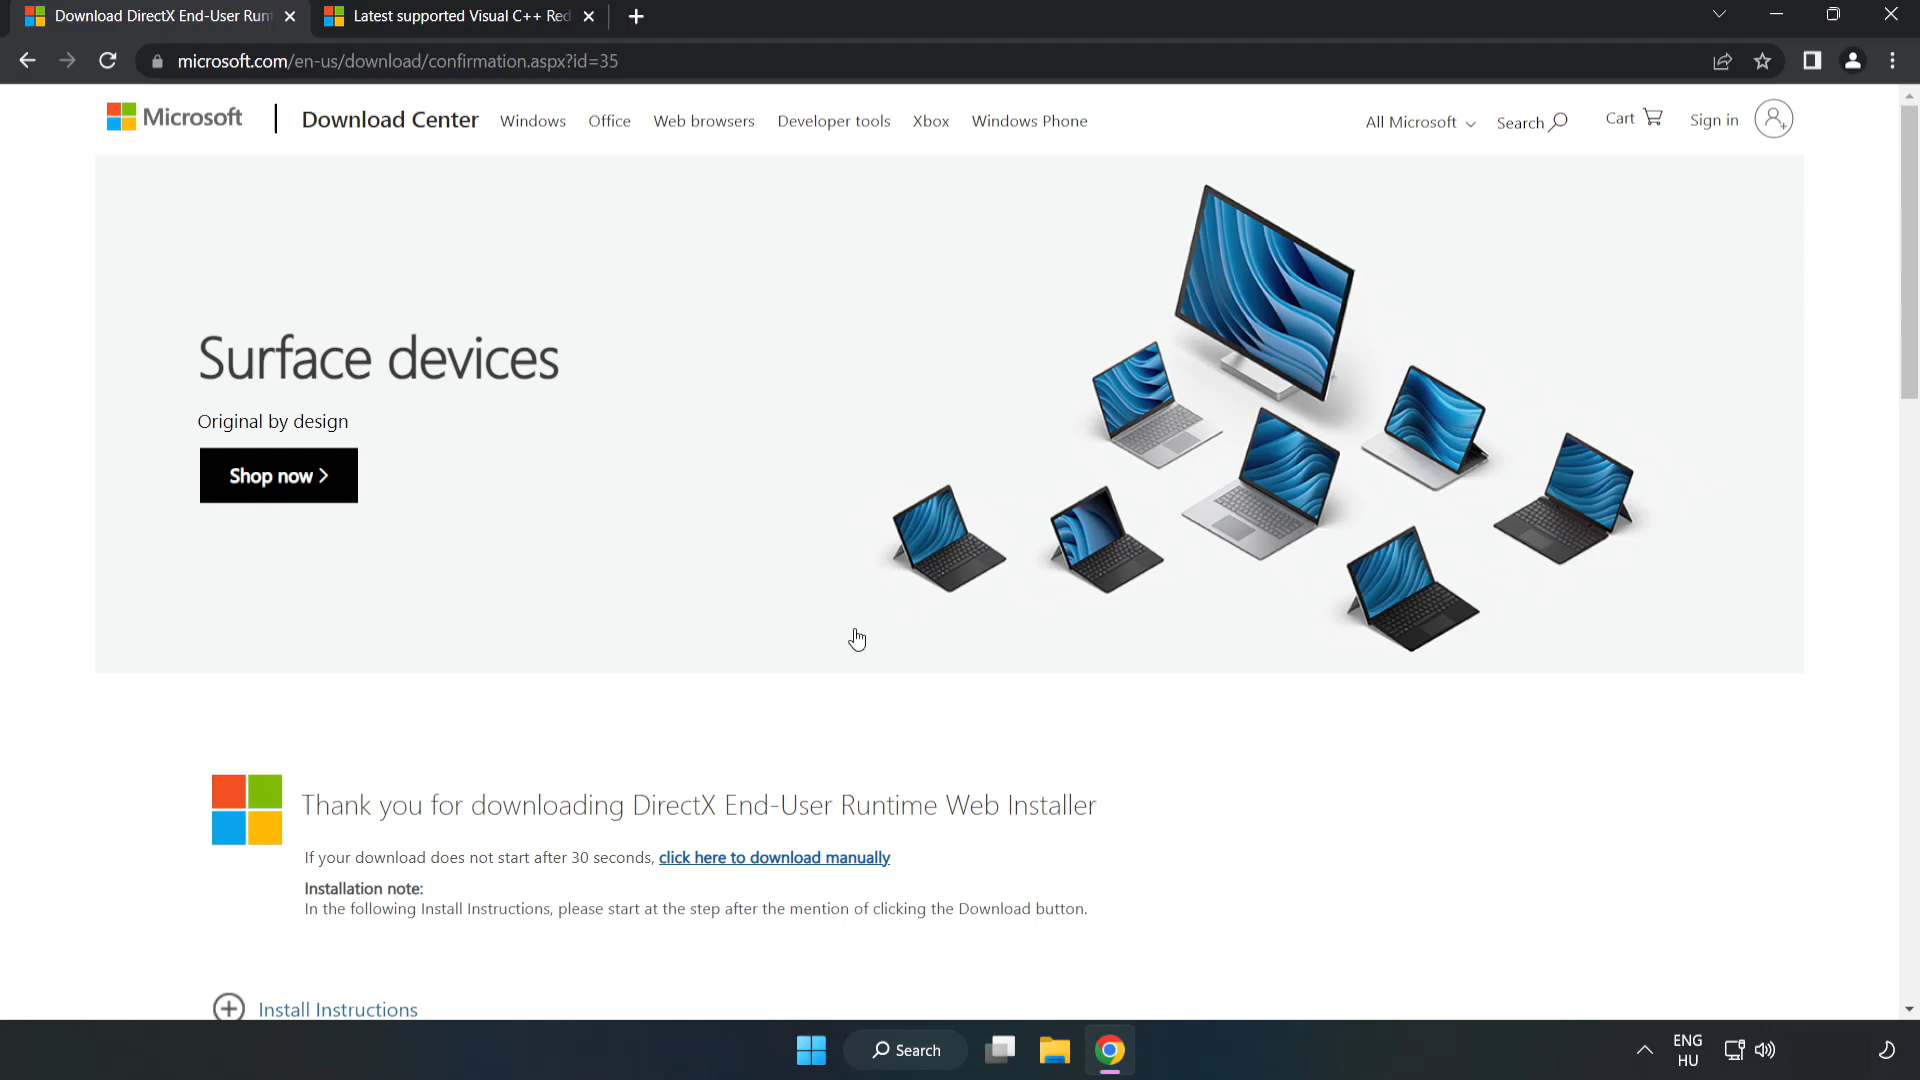 Download DirectX End-User Runt
Latest supported Visual C++ Red
microsoft.com/en-us/download/confirmation.aspx?id=35
Microsoft
Download Center
Windows
Office
Web browsers
Developer tools
Xbox
Windows Phone
All Microsoft
Search
Cart
Sign in
Surface devices
Original by design
Shop now
Thank you for downloading DirectX End-User Runtime Web Installer
If your download does not start after 30 seconds, click here to download manually
Installation note:
In the following Install Instructions, please start at the step after the mention of clicking the Download button.
Install Instructions
Search
ENG
HU